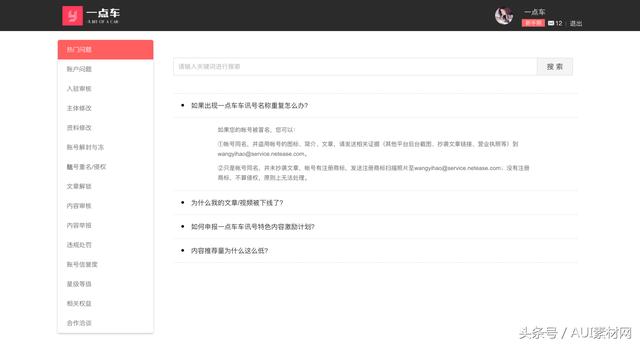 一点车
A BIT OF A CAR
一点车
新手期
12
退出
热门问题
账户问题
入驻审核
主体修改
资料修改
账号解封与冻
账号重名/侵权
文章解锁
内容审核
内容举报
违规处罚
账号信誉度
星级等级
相关权益
合作洽谈
请输入关键词进行搜索
搜 索
如果出现一点车车讯号名称重复怎么办?
如果您的账号被冒名，您可以：
①帐号同名，并盗用帐号的图标、简介、文章，请发送相关证据（其他平台后台截图、抄袭文章链接、营业执照等）到
wangyihao@service.netease.com。
②只是帐号同名，并未抄袭文章，帐号有注册商标，发送注册商标扫描照片至wangyihao@service.netease.com，没有注册
商标，不算侵权，原则上无法处理。
为什么我的文章/视频被下线了?
如何申报一点车车讯号特色内容激励计划?
内容推荐量为什么这么低?
头条号 / AUI素材网